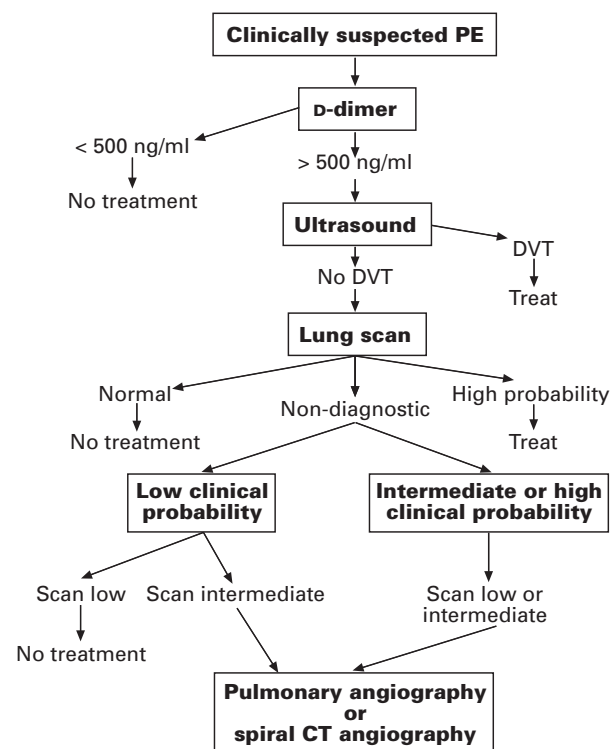 Clinically suspected PE
D-dimer
< 500 ng/ml
> 500 ng/ml
No treatment
Ultrasound
DVT
No DVT
Treat
Lung scan
Normal
Non-diagnostic
High probability
No treatment
Treat
Low clinical
probability
Intermediate or high
clinical probability
Scan low
Scan intermediate
Scan low or
intermediate
No treatment
Pulmonary angiography
or
spiral CT angiography